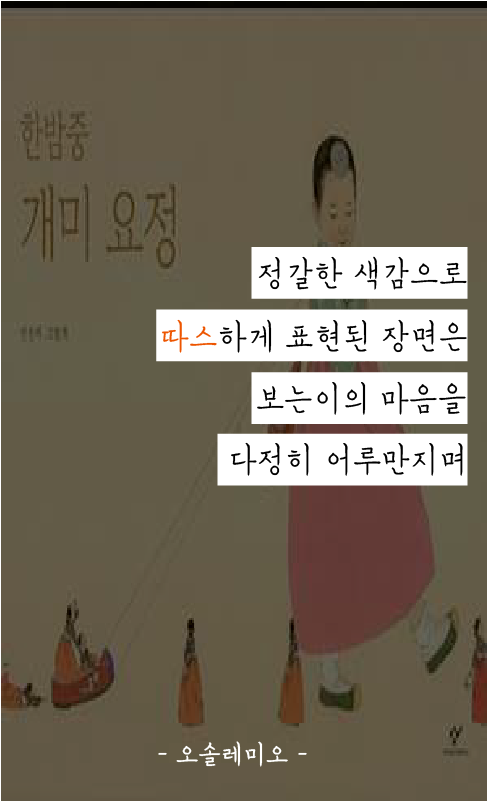 한밤중
개미 요정
정갈한 색감으로
따스하게 표현된 장면은
보는이의 마음을
다정히 어루만지며
- 오솔레미오 -